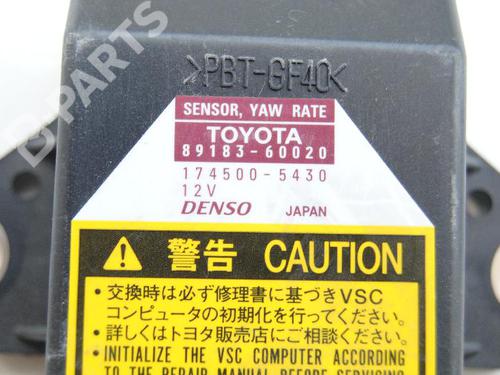 >PBT-GF40<
SENSOR, YAW RATE
TOYOTA
89183-60020
174500-5430
12V
DENSO JAPAN
警告 CAUTION
•交換時は必ず修理書に基づきVSC
コンピュータの初期化を行ってください。
•詳しくはトヨタ販売店にご相談ください。
•INITIALIZE THE VSC COMPUTER ACCORDING
TO THE REPAIR MANUAL BEFORE SERVICING
B-PARTS